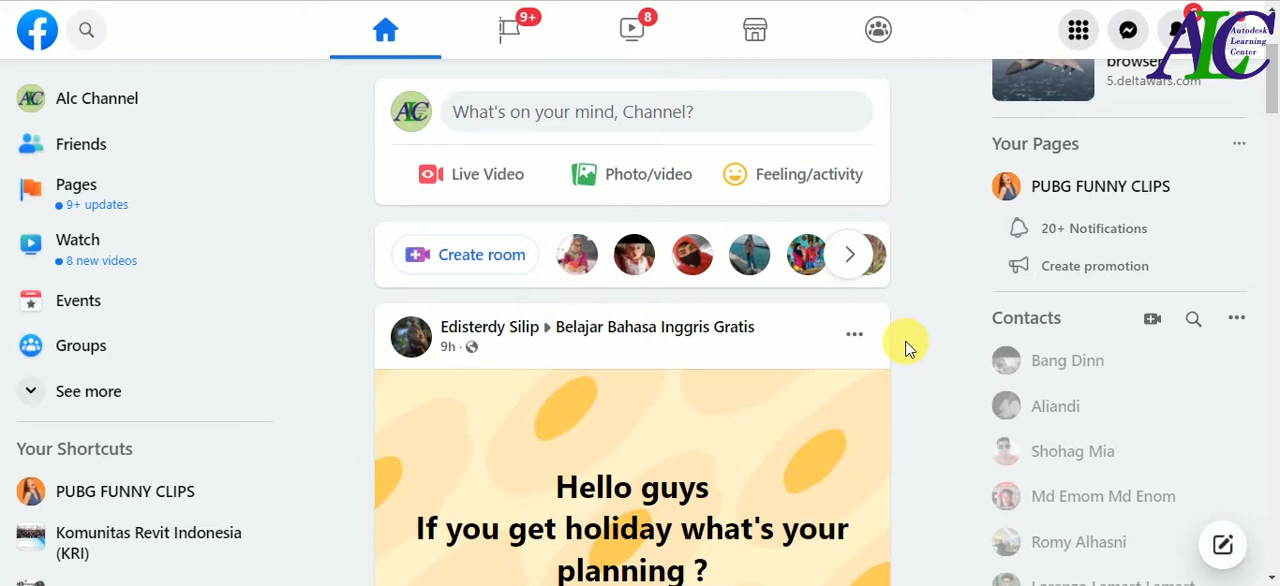 9+
8
ALC
Autodesk
Learning
Center
browser
5.deltawars.com
Alc Channel
Friends
Pages
9+ updates
Watch
8 new videos
Events
Groups
See more
Your Shortcuts
PUBG FUNNY CLIPS
Komunitas Revit Indonesia
(KRI)
ALC
What's on your mind, Channel?
Live Video
Photo/video
Feeling/activity
Create room
Edisterdy Silip
Belajar Bahasa Inggris Gratis
9h ·
Hello guys
If you get holiday what's your
planning ?
Your Pages
PUBG FUNNY CLIPS
20+ Notifications
Create promotion
Contacts
Bang Dinn
Aliandi
Shohag Mia
Md Emom Md Enom
Romy Alhasni